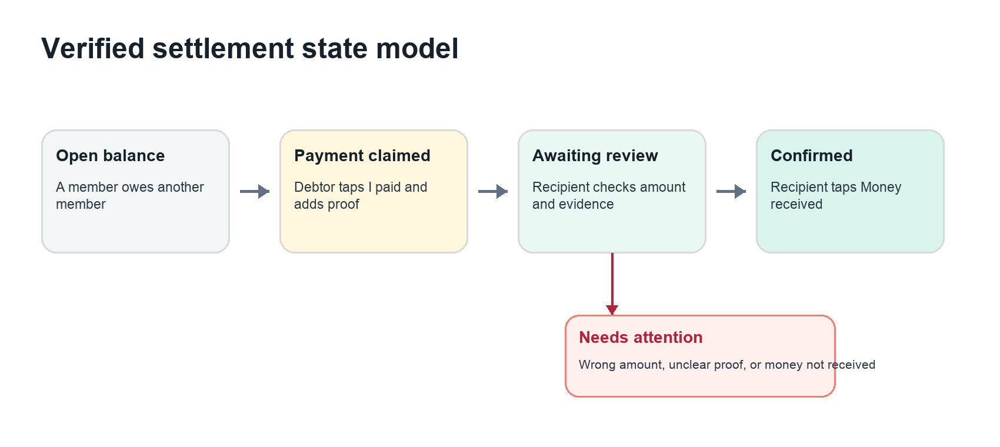 Verified settlement state model
Open balance
A member owes another
member
Payment claimed
Debtor taps I paid and
adds proof
Awaiting review
Recipient checks amount
and evidence
Confirmed
Recipient taps Money
received
Needs attention
Wrong amount, unclear proof, or money not received